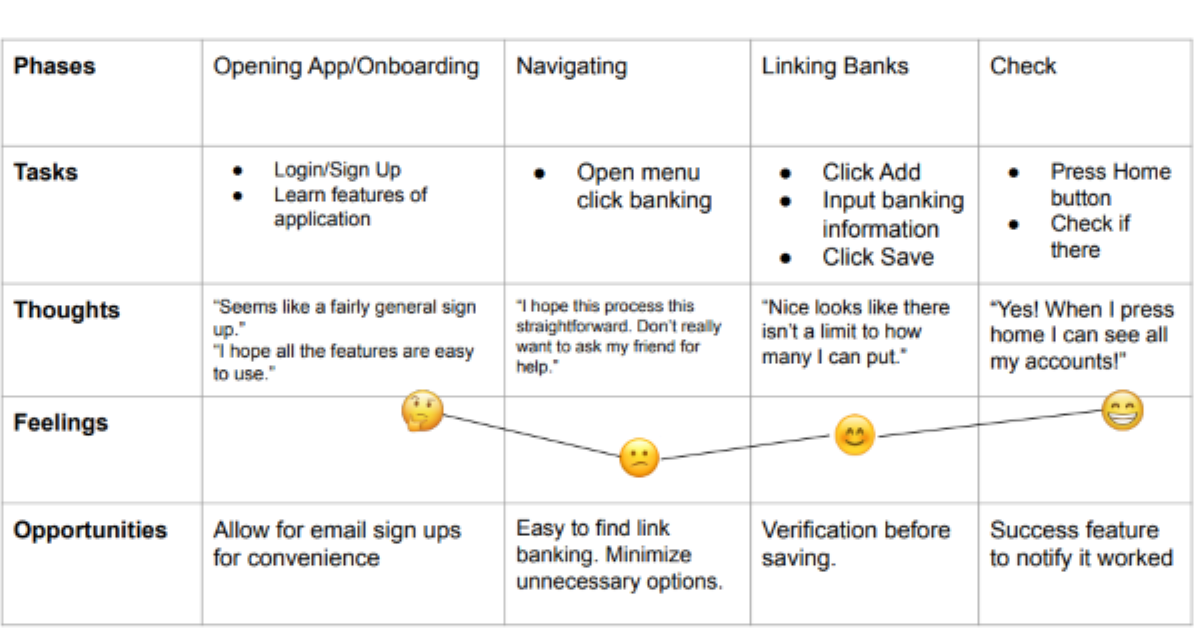 Phases
Opening App/Onboarding
Navigating
Linking Banks
Check
Tasks
● Login/Sign Up
● Learn features of
application
● Open menu
click banking
● Click Add
● Input banking
information
● Click Save
● Press Home
button
● Check if
there
Thoughts
“Seems like a fairly general sign
up.”
“I hope all the features are easy
to use.”
“I hope this process this
straightforward. Don’t really
want to ask my friend for
help.”
“Nice looks like there
isn’t a limit to how
many I can put.”
“Yes! When I press
home I can see all
my accounts!”
Feelings
Opportunities
Allow for email sign ups
for convenience
Easy to find link
banking. Minimize
unnecessary options.
Verification before
saving.
Success feature
to notify it worked